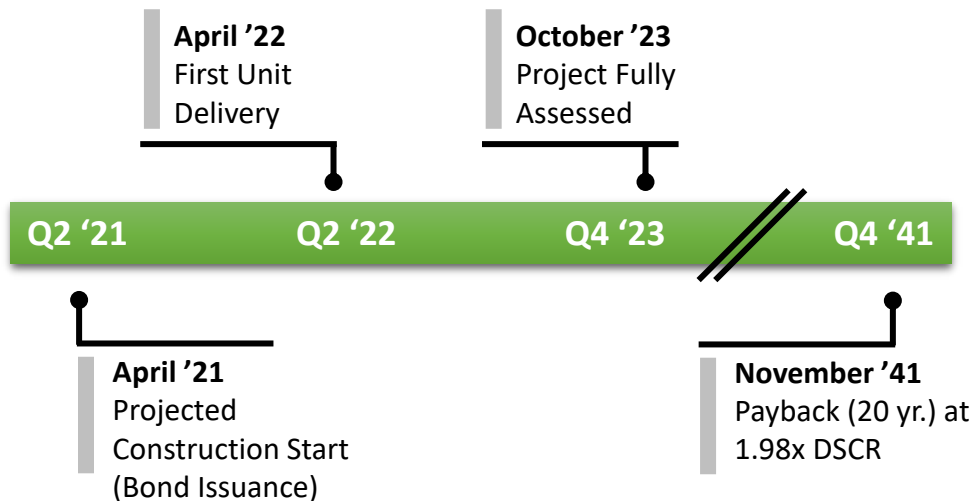 April ’22
First Unit
Delivery
October ’23
Project Fully
Assessed
Q2 ‘21
Q2 ‘22
Q4 ‘23
Q4 ‘41
April ’21
Projected
Construction Start
(Bond Issuance)
November ’41
Payback (20 yr.) at
1.98x DSCR